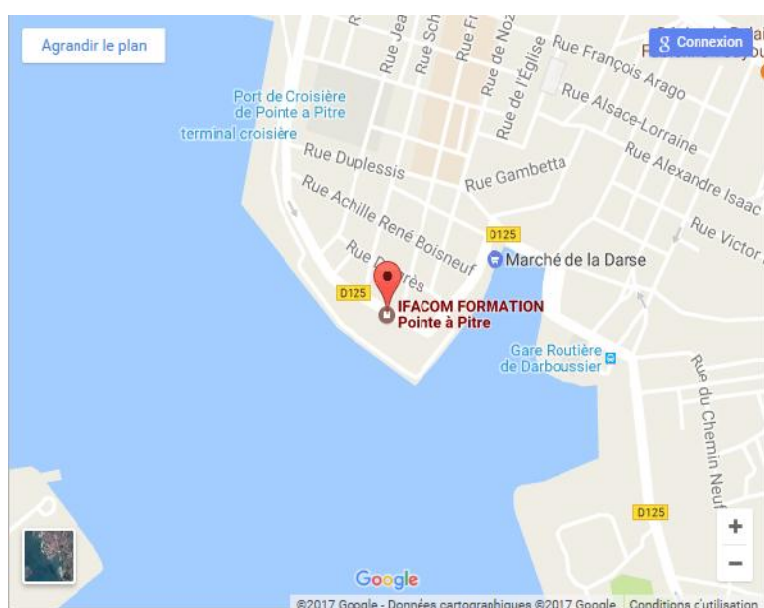 Agrandir le plan
Connexion
Rue François Arago
Rue Alsace-Lorraine
Rue de l'Église
Port de Croisière
de Pointe a Pitre
terminal croisière
Rue Duplessis
Rue Gambetta
Rue Alexandre Isaac
Rue Achille René Boisneuf
Rue Victor
D125
Marché de la Darse
D125
IFACOM FORMATION
Pointe à Pitre
Gare Routière
de Darboussier
Rue du Chemin Neuf
D125
+
−
Google
©2017 Google - Données cartographiques ©2017 Google
Conditions d'utilisation